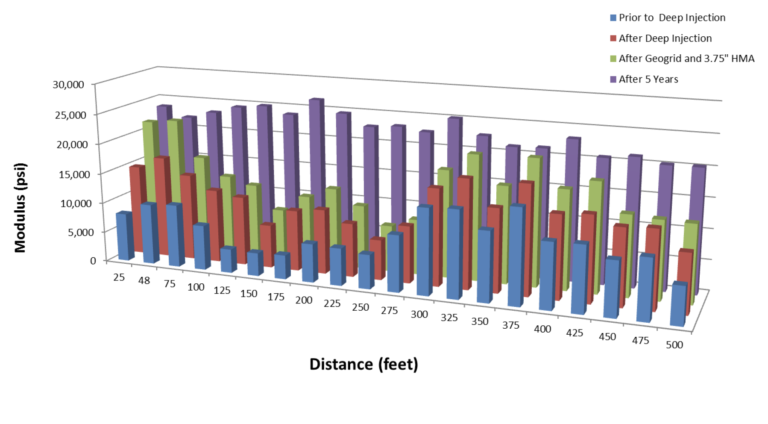 Prior to Deep Injection
After Deep Injection
After Geogrid and 3.75" HMA
After 5 Years
30,000
25,000
20,000
15,000
10,000
5,000
0
Modulus (psi)
25 48 75 100 125 150 175 200 225 250 275 300 325 350 375 400 425 450 475 500
Distance (feet)